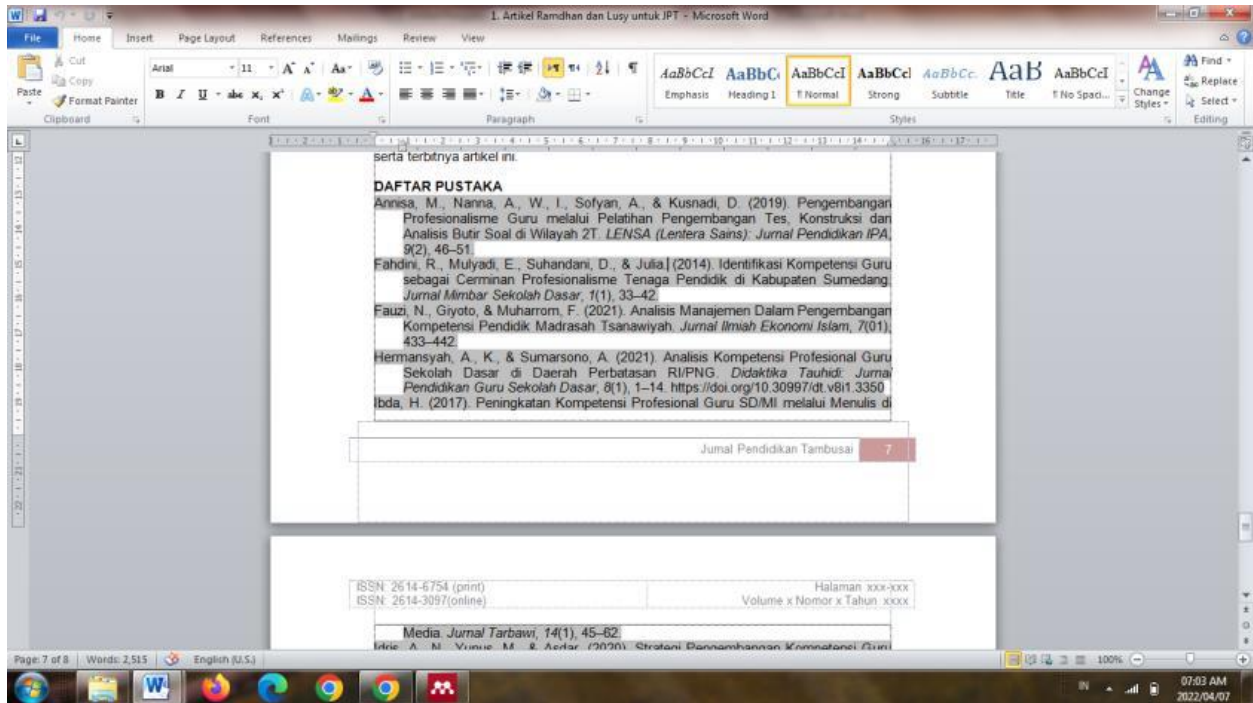 1. Artikel Ramdhan dan Lusy untuk JPT - Microsoft Word
File Home Insert Page Layout References Mailings Review View
Paste
Cut
Copy
Format Painter
Clipboard
Arial 11
Font
Paragraph
AaBbCcI AaBbC AaBbCcI AaBbCcl AaBbCc. AaB AaBbCcI
Emphasis Heading 1 ¶ Normal Strong Subtitle Title ¶ No Spaci...
Styles
Change Styles
Find
Replace
Select
Editing
serta terbitnya artikel ini.
DAFTAR PUSTAKA
Annisa, M., Nanna, A., W., I., Sofyan, A., & Kusnadi, D. (2019). Pengembangan
Profesionalisme Guru melalui Pelatihan Pengembangan Tes, Konstruksi dan
Analisis Butir Soal di Wilayah 2T. LENSA (Lentera Sains): Jurnal Pendidikan IPA,
9(2), 46–51.
Fahdini, R., Mulyadi, E., Suhandani, D., & Julia. (2014). Identifikasi Kompetensi Guru
sebagai Cerminan Profesionalisme Tenaga Pendidik di Kabupaten Sumedang.
Jurnal Mimbar Sekolah Dasar, 1(1), 33–42.
Fauzi, N., Giyoto, & Muharrom, F. (2021). Analisis Manajemen Dalam Pengembangan
Kompetensi Pendidik Madrasah Tsanawiyah. Jurnal Ilmiah Ekonomi Islam, 7(01),
433–442.
Hermansyah, A., K., & Sumarsono, A. (2021). Analisis Kompetensi Profesional Guru
Sekolah Dasar di Daerah Perbatasan RI/PNG. Didaktika Tauhidi: Jurnal
Pendidikan Guru Sekolah Dasar, 8(1), 1–14. https://doi.org/10.30997/dt.v8i1.3350
Ibda, H. (2017). Peningkatan Kompetensi Profesional Guru SD/MI melalui Menulis di
Jurnal Pendidikan Tambusai 7
ISSN: 2614-6754 (print) Halaman xxx-xxx
ISSN: 2614-3097(online) Volume x Nomor x Tahun xxxx
Media. Jurnal Tarbawi, 14(1), 45–62.
Idris, A., N., Yunus, M., & Asdar. (2020). Strategi Pengembangan Kompetensi Guru
Page: 7 of 8 Words: 2,515 English (U.S.) 100%
IN 07:03 AM
2022/04/07